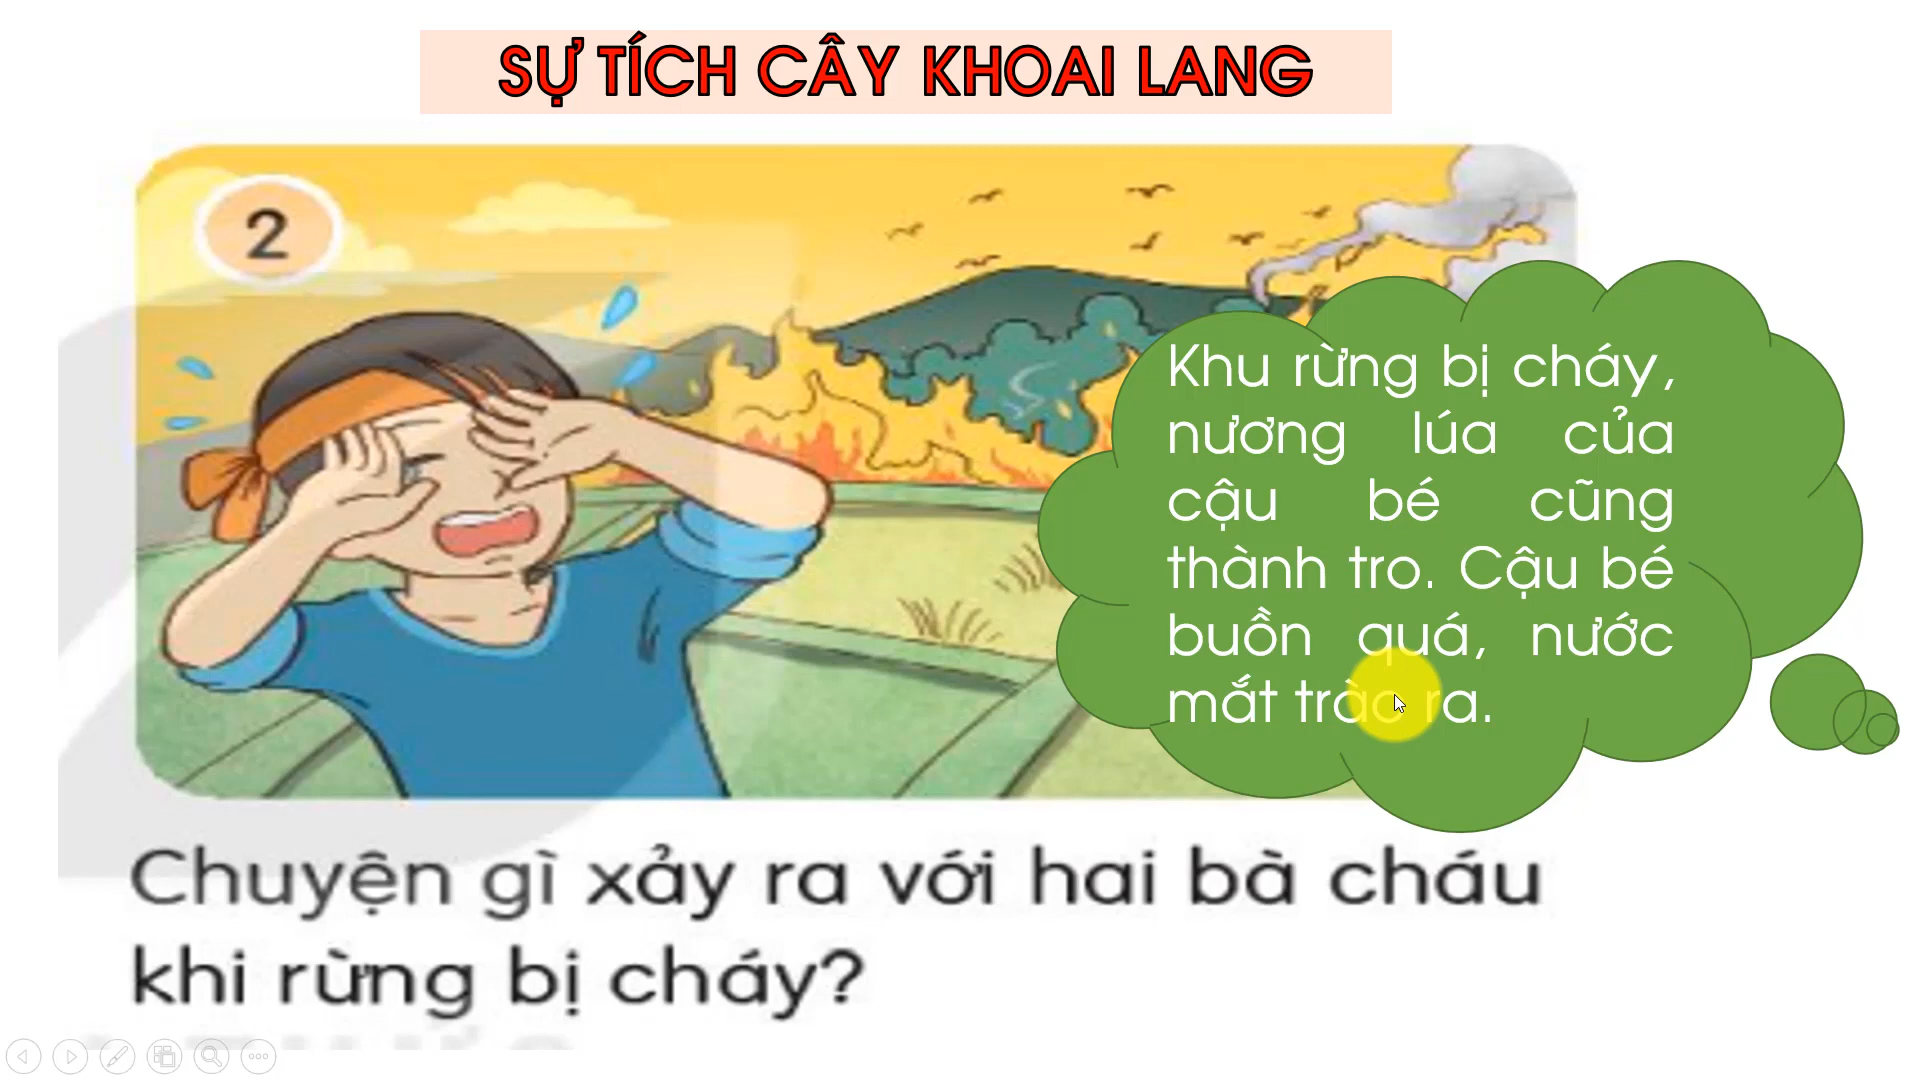 SỰ TÍCH CÂY KHOAI LANG
2
Khu rừng bị cháy,
nương lúa của
cậu bé cũng
thành tro. Cậu bé
buồn quá, nước
mắt trào ra.
Chuyện gì xảy ra với hai bà cháu
khi rừng bị cháy?